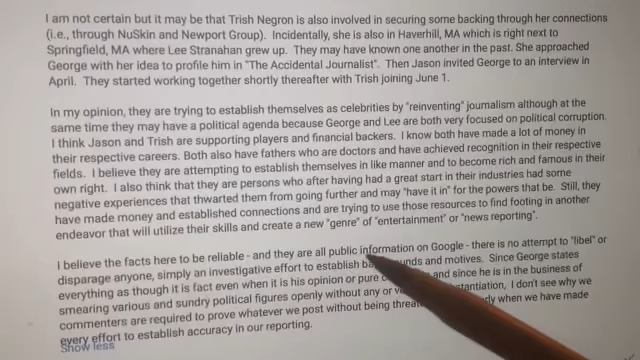 I am not certain but it may be that Trish Negron is also involved in securing some backing through her connections
(i.e., through NuSkin and Newport Group). Incidentally, she is also in Haverhill, MA which is right next to
Springfield, MA where Lee Stranahan grew up. They may have known one another in the past. She approached
George with her idea to profile him in "The Accidental Journalist". Then Jason invited George to an interview in
April. They started working together shortly thereafter with Trish joining June 1.
In my opinion, they are trying to establish themselves as celebrities by "reinventing" journalism although at the
same time they may have a political agenda because George and Lee are both very focused on political corruption.
I think Jason and Trish are supporting players and financial backers. I know both have made a lot of money in
their respective careers. Both also have fathers who are doctors and have achieved recognition in their respective
fields. I believe they are attempting to establish themselves in like manner and to become rich and famous in their
own right. I also think that they are persons who after having had a great start in their industries had some
negative experiences that thwarted them from going further and may "have it in" for the powers that be. Still, they
have made money and established connections and are trying to use those resources to find footing in another
endeavor that will utilize their skills and create a new "genre" of "entertainment" or "news reporting".
I believe the facts here to be reliable - and they are all public information on Google - there is no attempt to "libel" or
disparage anyone, simply an investigative effort to establish and motives. Since George states
everything as though it is fact even when it is his opinion or pure and since he is in the business of
smearing various and sundry political figures openly without any or I don't see why we
commenters are required to prove whatever we post without being when we have made
every effort to establish accuracy in our reporting.
Show less